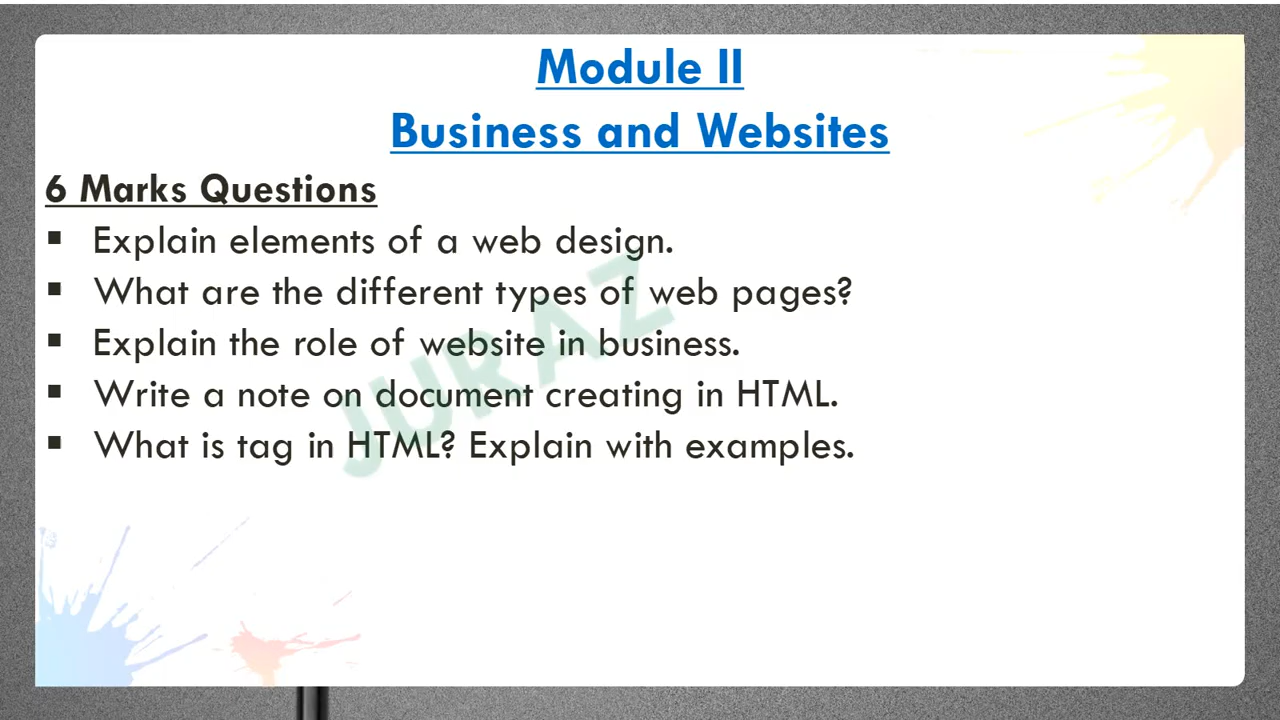 Module II
Business and Websites
6 Marks Questions
▪ Explain elements of a web design.
▪ What are the different types of web pages?
▪ Explain the role of website in business.
▪ Write a note on document creating in HTML.
▪ What is tag in HTML? Explain with examples.
JURAZ